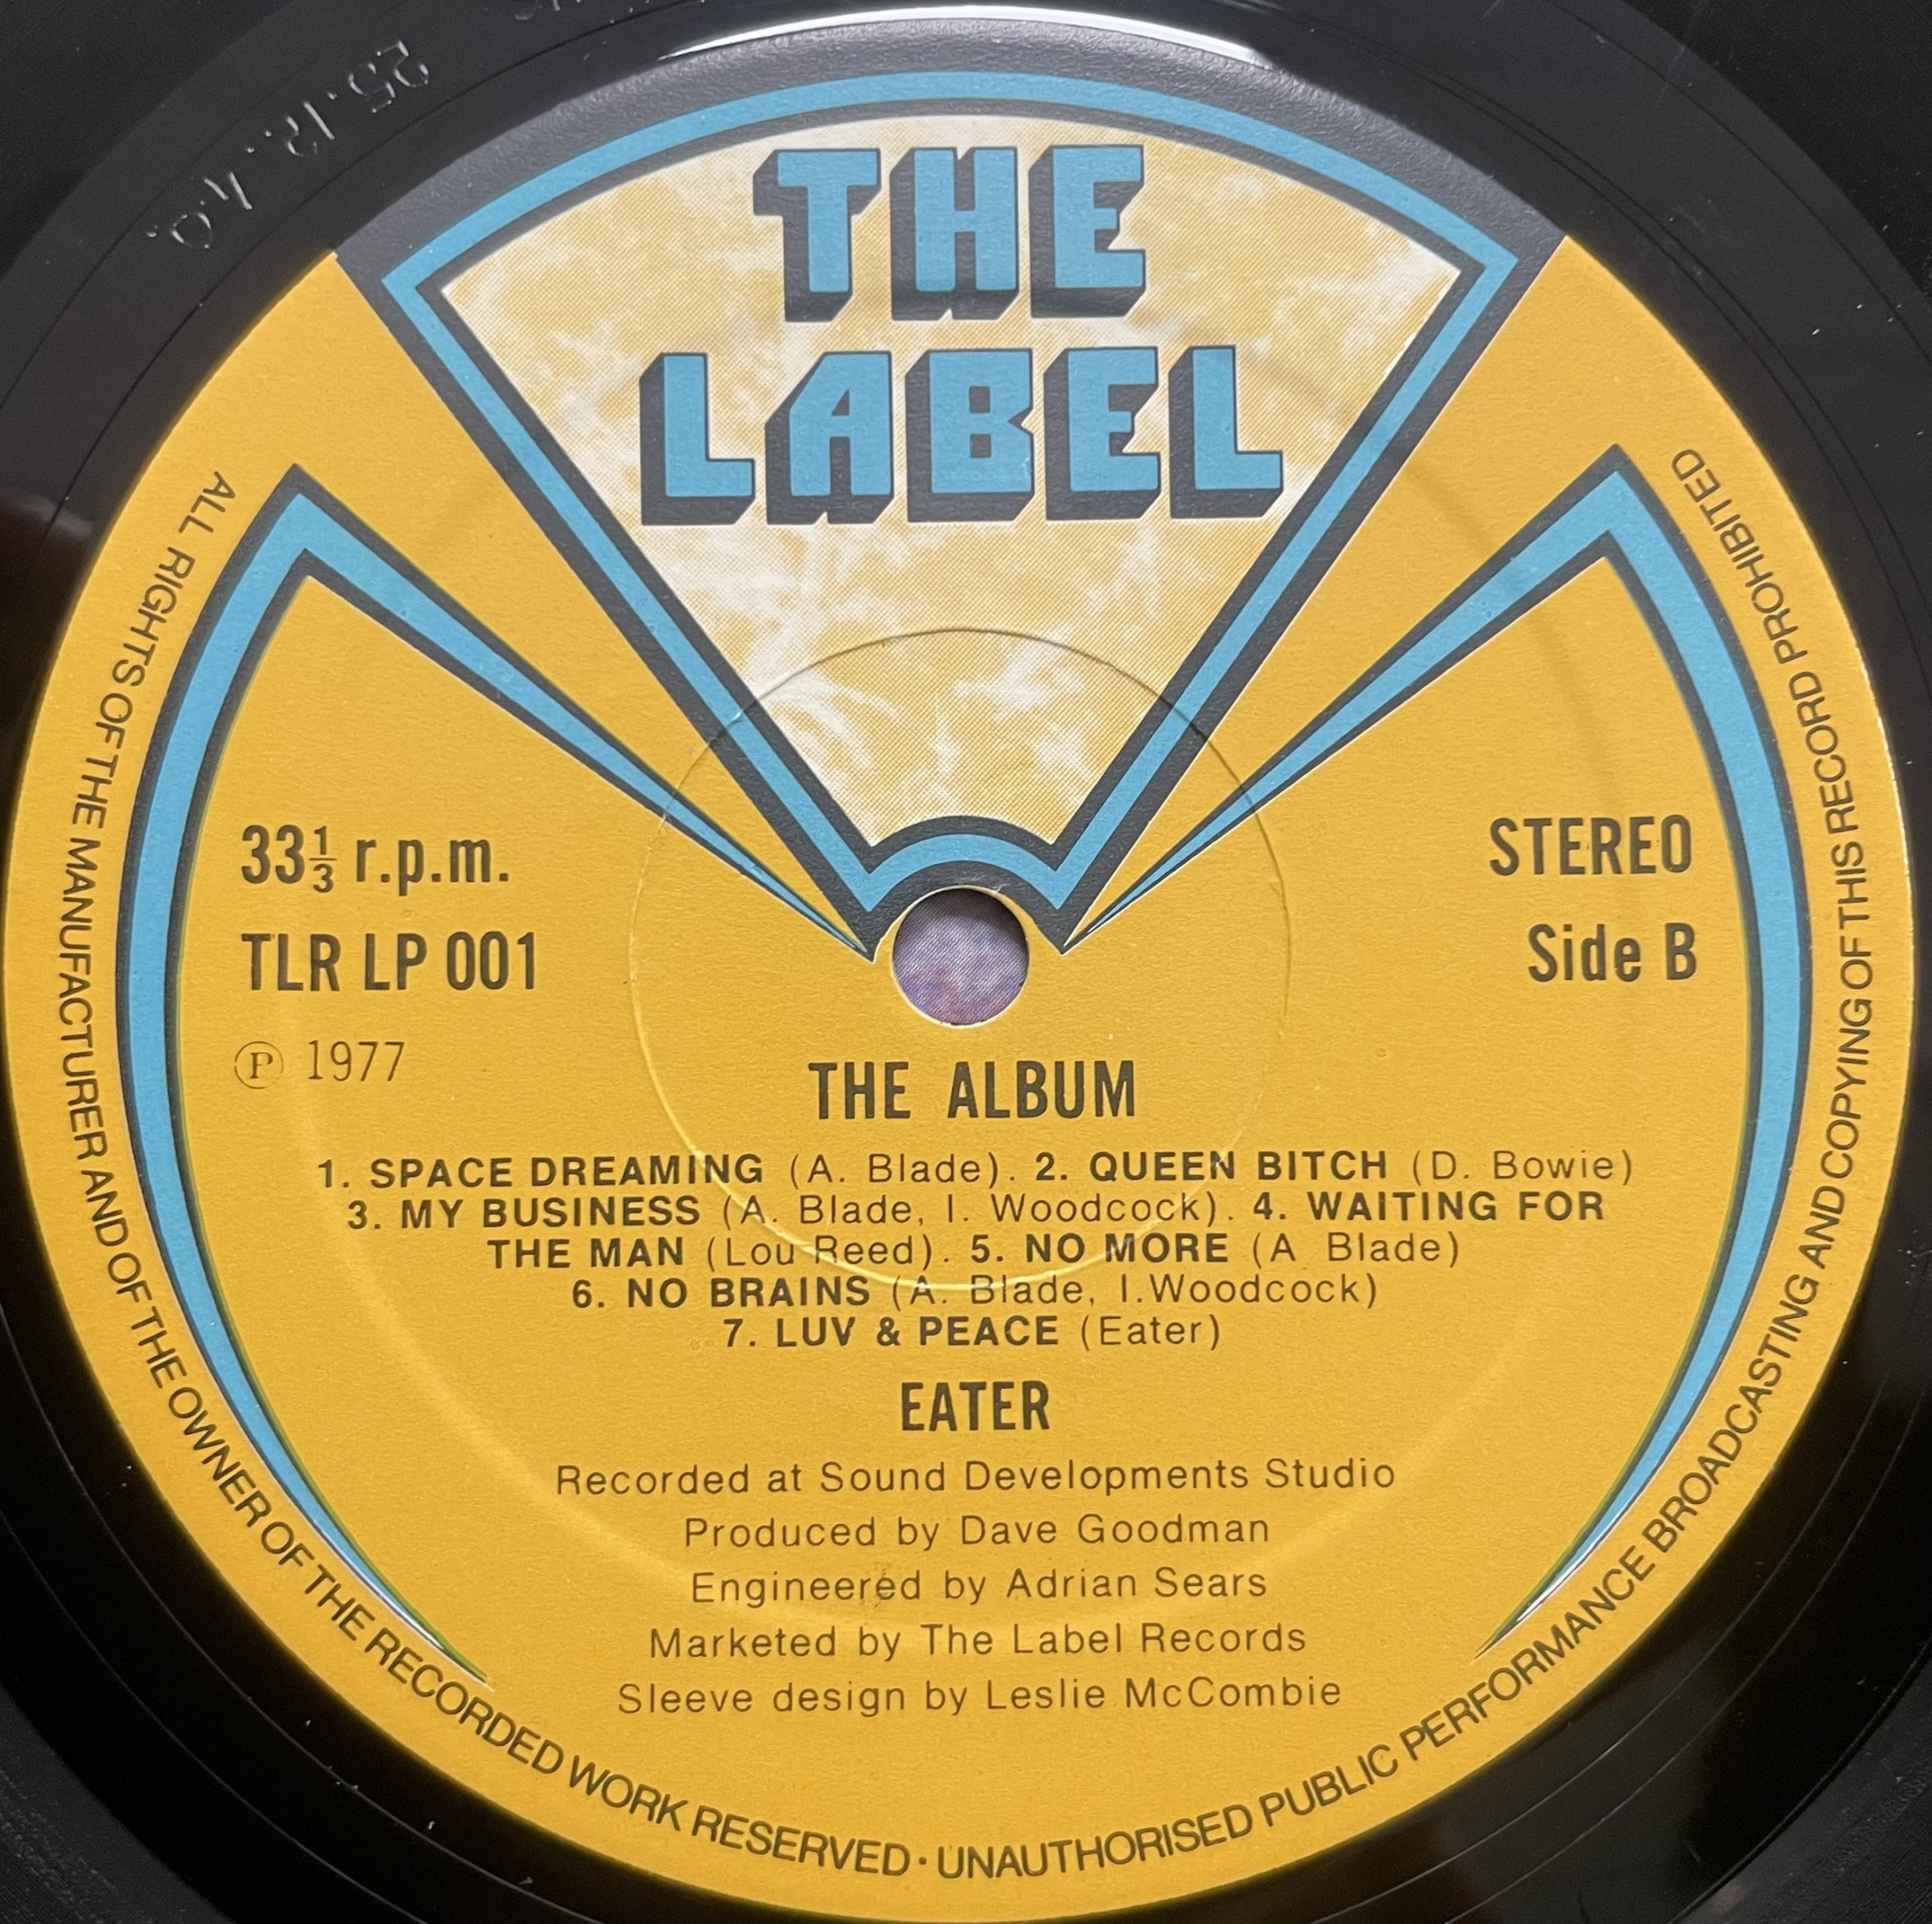 25.12.40.
THE
LABEL
33⅓ r.p.m.
TLR LP 001
Ⓟ 1977
STEREO
Side B
THE ALBUM
1. SPACE DREAMING (A. Blade). 2. QUEEN BITCH (D. Bowie)
3. MY BUSINESS (A. Blade, I. Woodcock). 4. WAITING FOR
THE MAN (Lou Reed). 5. NO MORE (A Blade)
6. NO BRAINS (A. Blade, I.Woodcock)
7. LUV & PEACE (Eater)
EATER
Recorded at Sound Developments Studio
Produced by Dave Goodman
Engineered by Adrian Sears
Marketed by The Label Records
Sleeve design by Leslie McCombie
ALL RIGHTS OF THE MANUFACTURER AND OF THE OWNER OF THE RECORDED WORK RESERVED · UNAUTHORISED PUBLIC PERFORMANCE BROADCASTING AND COPYING OF THIS RECORD PROHIBITED